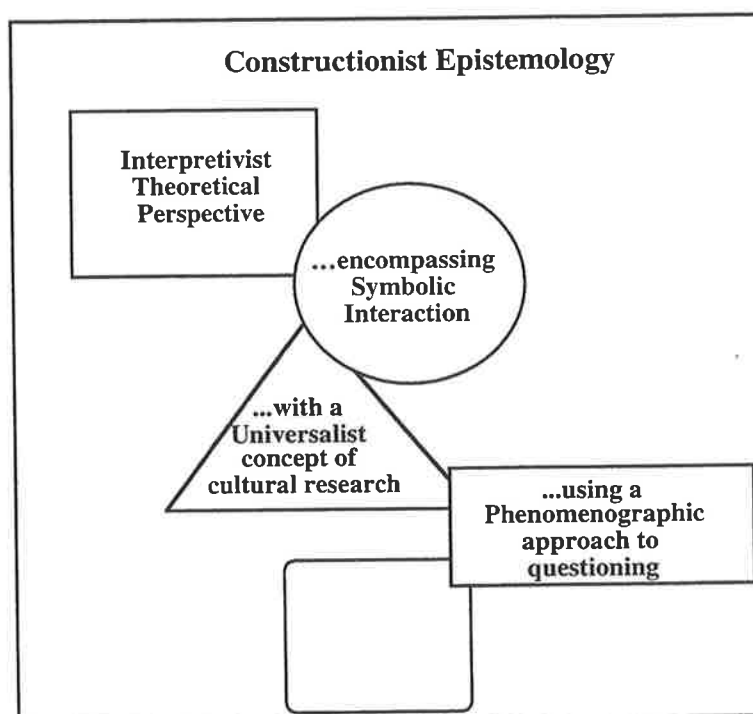 Constructionist Epistemology
Interpretivist
Theoretical
Perspective
...encompassing
Symbolic
Interaction
...with a
Universalist
concept of
cultural research
...using a
Phenomenographic
approach to
questioning